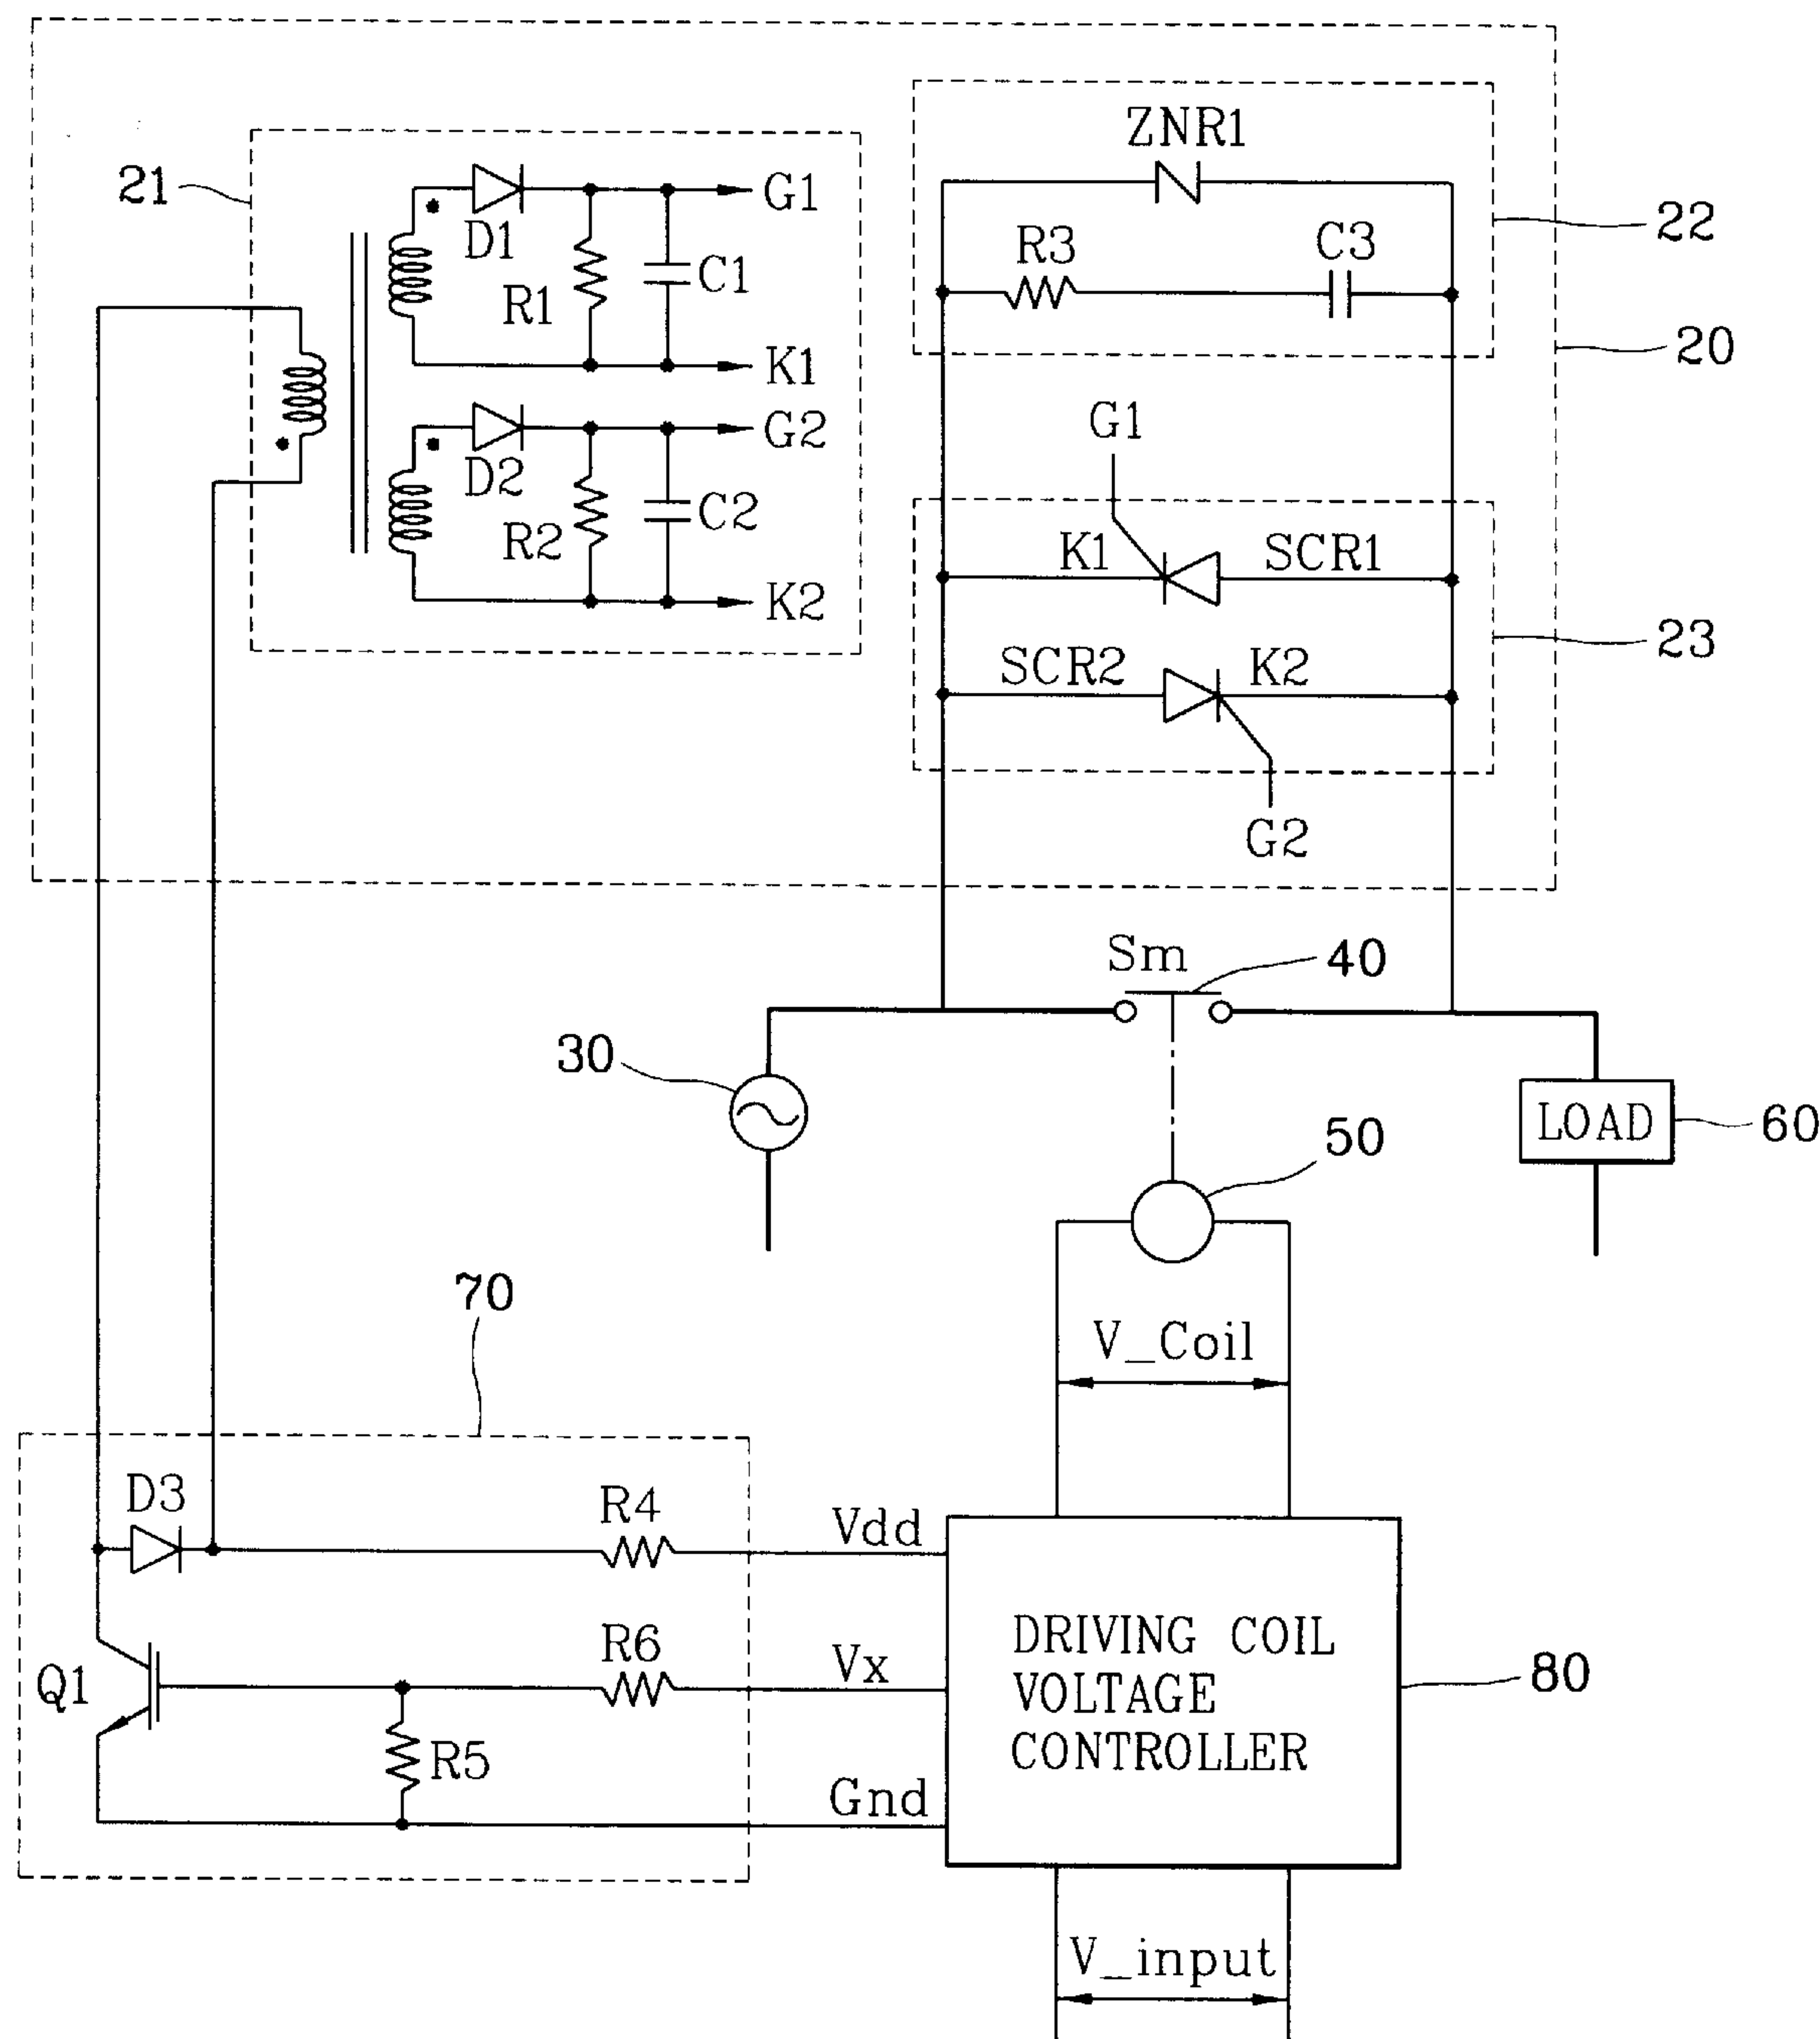 ZNR1
21
G1
D1
22
R3
C3
R1
C1
20
K1
G2
G1
D2
R2
C2
K1
SCR1
K2
23
SCR2
K2
G2
Sm
40
30
LOAD
60
50
70
V_Coil
D3
R4
Vdd
Q1
R6
Vx
DRIVING COIL
VOLTAGE
CONTROLLER
80
R5
Gnd
V_input